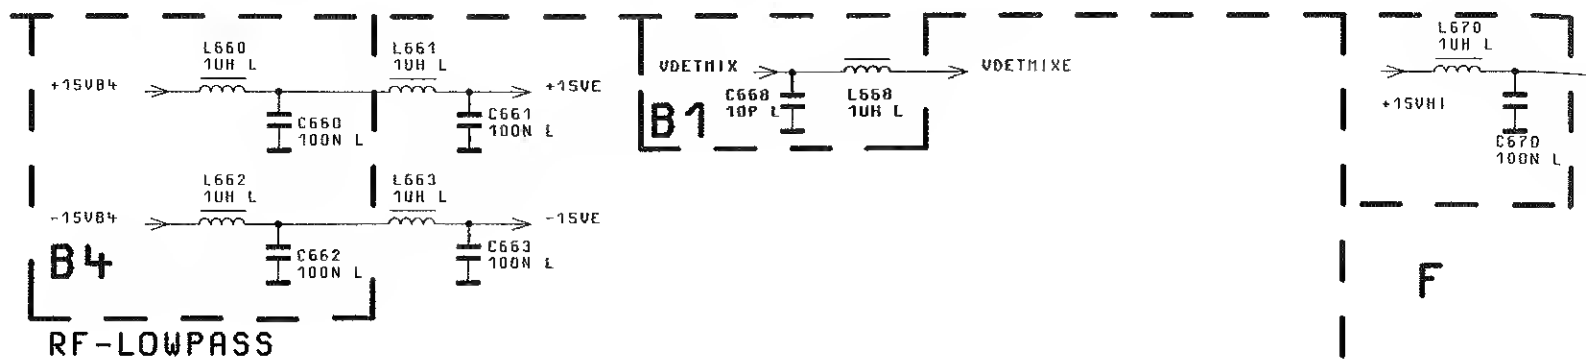 L660
1UH L
+15VB4
C660
100N L
L661
1UH L
+15VE
C661
100N L
L662
1UH L
-15VB4
C662
100N L
L663
1UH L
-15VE
C663
100N L
B4
RF-LOWPASS
VDETMIX
C668
10P L
L668
1UH L
VDETMIXE
B1
L670
1UH L
+15VH1
C670
100N L
F